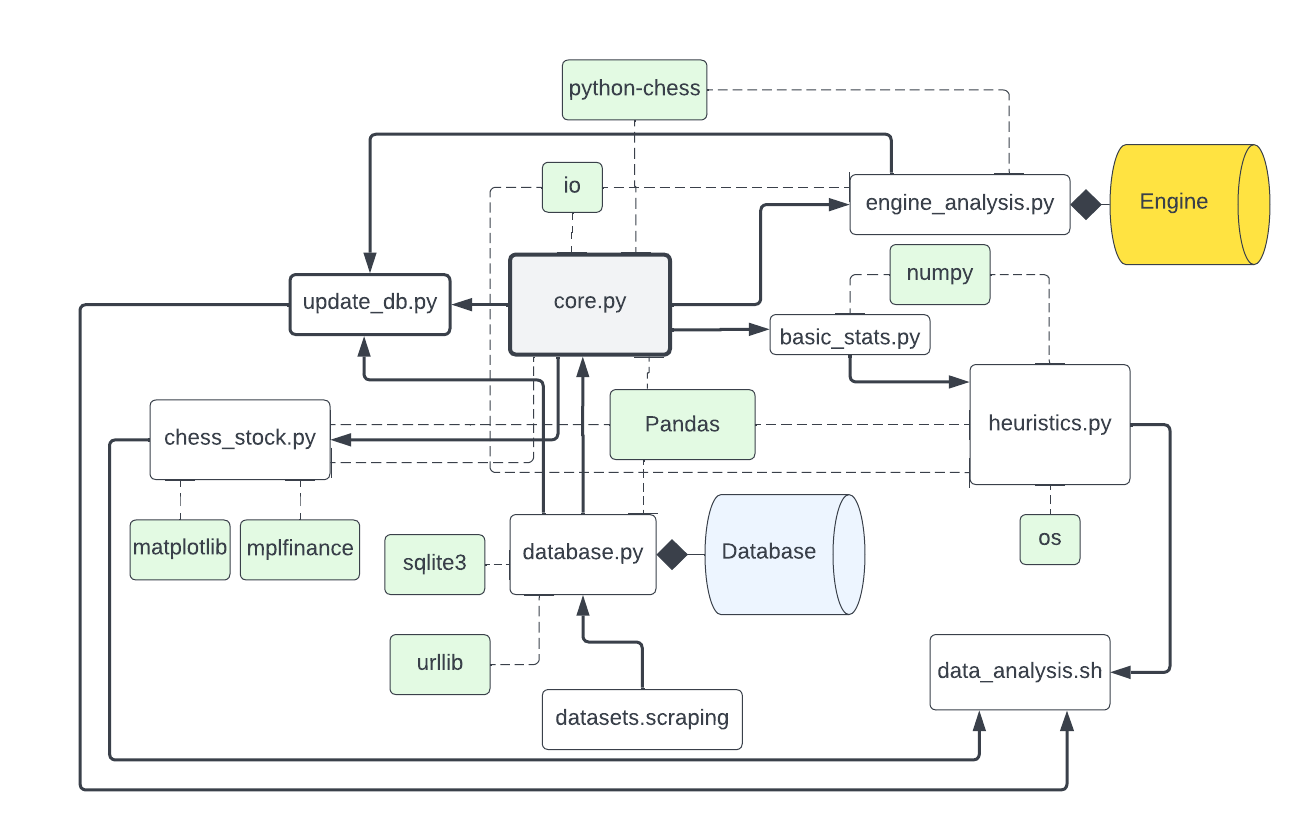 python-chess
io
engine_analysis.py
Engine
numpy
update_db.py
core.py
basic_stats.py
chess_stock.py
Pandas
heuristics.py
matplotlib
mplfinance
sqlite3
database.py
Database
os
urllib
datasets.scraping
data_analysis.sh